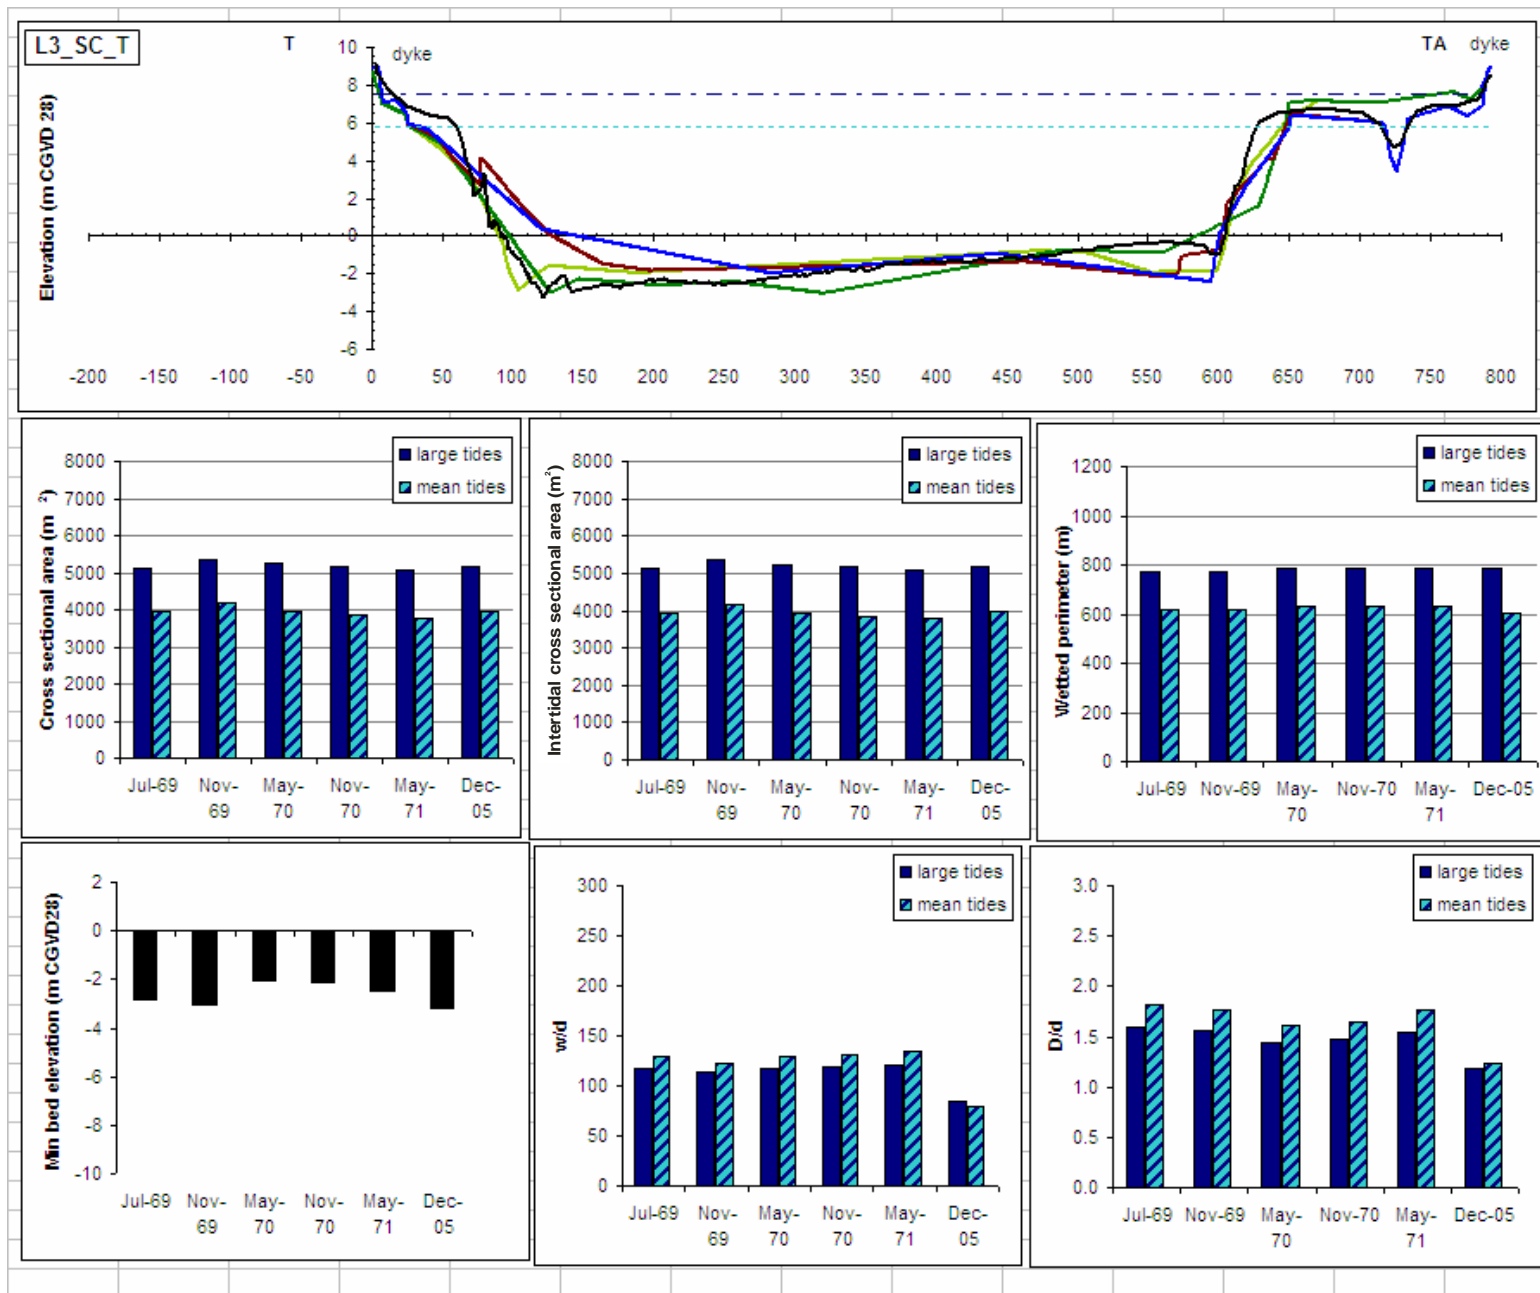 L3_SC_T
T
TA
dyke
dyke
Elevation (m CGVD 28)
10
8
6
4
2
0
-2
-4
-6
-200 -150 -100 -50 0 50 100 150 200 250 300 350 400 450 500 550 600 650 700 750 800
large tides
mean tides
Cross sectional area (m ²)
8000
7000
6000
5000
4000
3000
2000
1000
0
Jul-69 Nov-69 May-70 Nov-70 May-71 Dec-05
large tides
mean tides
Intertidal cross sectional area (m²)
8000
7000
6000
5000
4000
3000
2000
1000
0
Jul-69 Nov-69 May-70 Nov-70 May-71 Dec-05
large tides
mean tides
Wetted perimeter (m)
1200
1000
800
600
400
200
0
Jul-69 Nov-69 May-70 Nov-70 May-71 Dec-05
Min bed elevation (m CGVD28)
2
0
-2
-4
-6
-8
-10
Jul-69 Nov-69 May-70 Nov-70 May-71 Dec-05
large tides
mean tides
w/d
300
250
200
150
100
50
0
Jul-69 Nov-69 May-70 Nov-70 May-71 Dec-05
large tides
mean tides
D/d
3.0
2.5
2.0
1.5
1.0
0.5
0.0
Jul-69 Nov-69 May-70 Nov-70 May-71 Dec-05